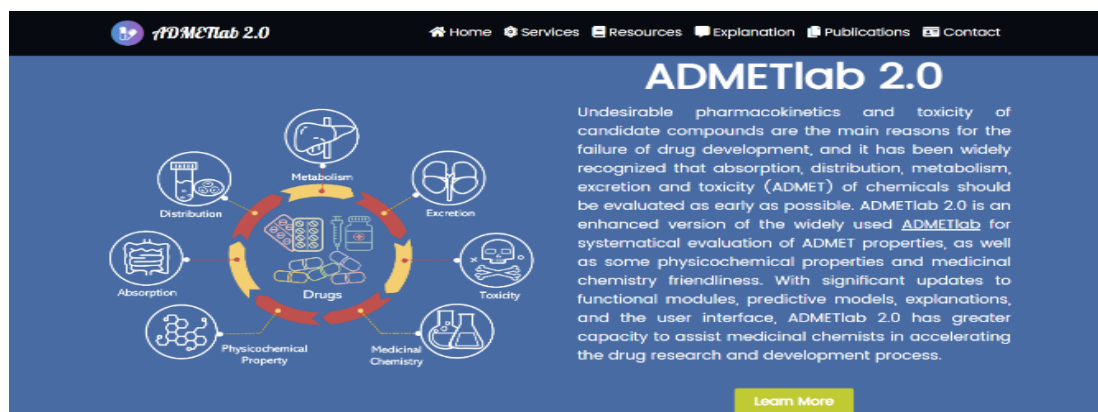 ADMETlab 2.0
Home Services Resources Explanation Publications Contact
ADMETlab 2.0
Undesirable pharmacokinetics and toxicity of
candidate compounds are the main reasons for the
failure of drug development, and it has been widely
recognized that absorption, distribution, metabolism,
excretion and toxicity (ADMET) of chemicals should
be evaluated as early as possible. ADMETlab 2.0 is an
enhanced version of the widely used ADMETlab for
systematical evaluation of ADMET properties, as well
as some physicochemical properties and medicinal
chemistry friendliness. With significant updates to
functional modules, predictive models, explanations,
and the user interface, ADMETlab 2.0 has greater
capacity to assist medicinal chemists in accelerating
the drug research and development process.
Learn More
Metabolism
Distribution
Excretion
Absorption
Drugs
Toxicity
Physicochemical
Property
Medicinal
Chemistry